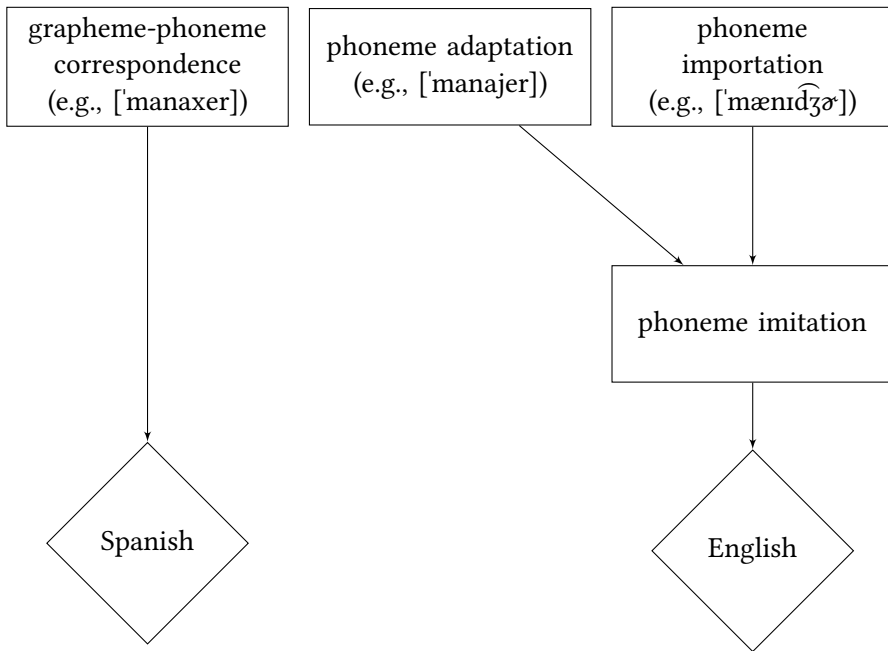 grapheme-phoneme
correspondence
(e.g., [ˈmanaxer])
phoneme adaptation
(e.g., [ˈmanajer])
phoneme
importation
(e.g., [ˈmænɪd͡ʒɚ])
phoneme imitation
Spanish
English